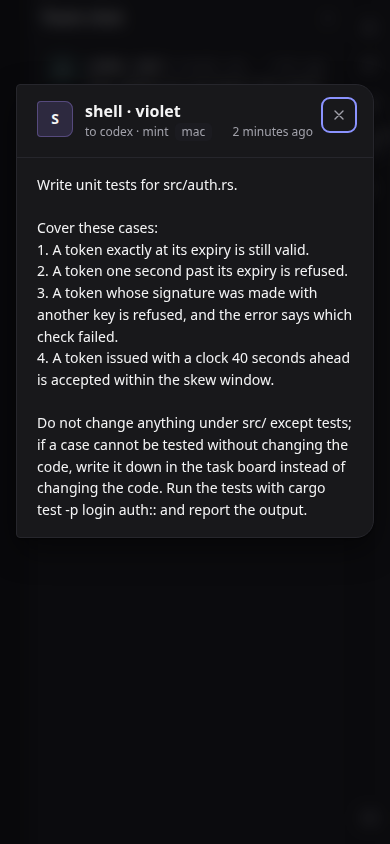 S
shell · violet
to codex · mint mac 2 minutes ago
Write unit tests for src/auth.rs.
Cover these cases:
1. A token exactly at its expiry is still valid.
2. A token one second past its expiry is refused.
3. A token whose signature was made with
another key is refused, and the error says which
check failed.
4. A token issued with a clock 40 seconds ahead
is accepted within the skew window.
Do not change anything under src/ except tests;
if a case cannot be tested without changing the
code, write it down in the task board instead of
changing the code. Run the tests with cargo
test -p login auth:: and report the output.